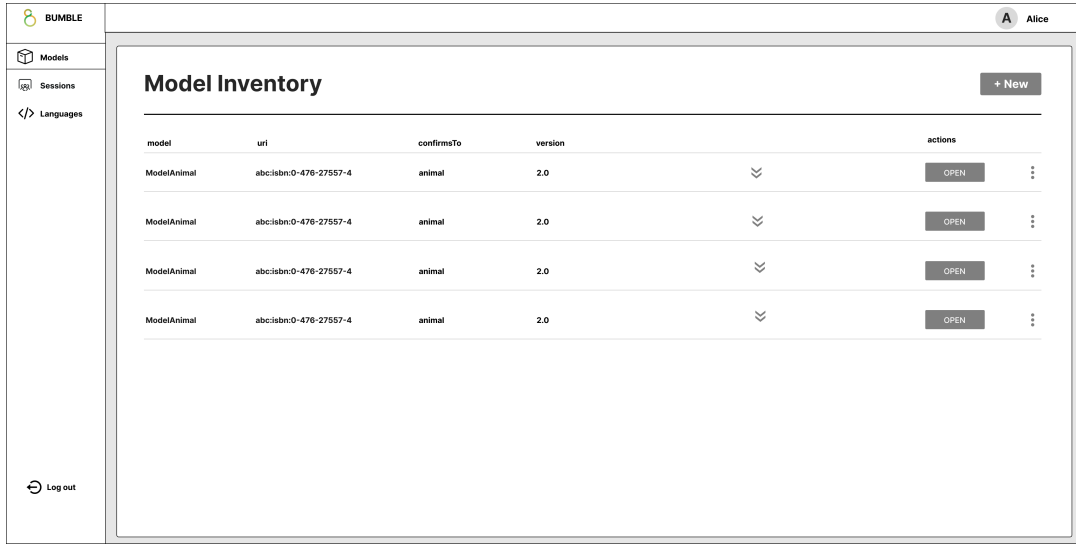 BUMBLE
A Alice
Models
Sessions
Languages
Log out
Model Inventory
+ New
model uri confirmsTo version actions
ModelAnimal abc:isbn:0-476-27557-4 animal 2.0 OPEN
ModelAnimal abc:isbn:0-476-27557-4 animal 2.0 OPEN
ModelAnimal abc:isbn:0-476-27557-4 animal 2.0 OPEN
ModelAnimal abc:isbn:0-476-27557-4 animal 2.0 OPEN